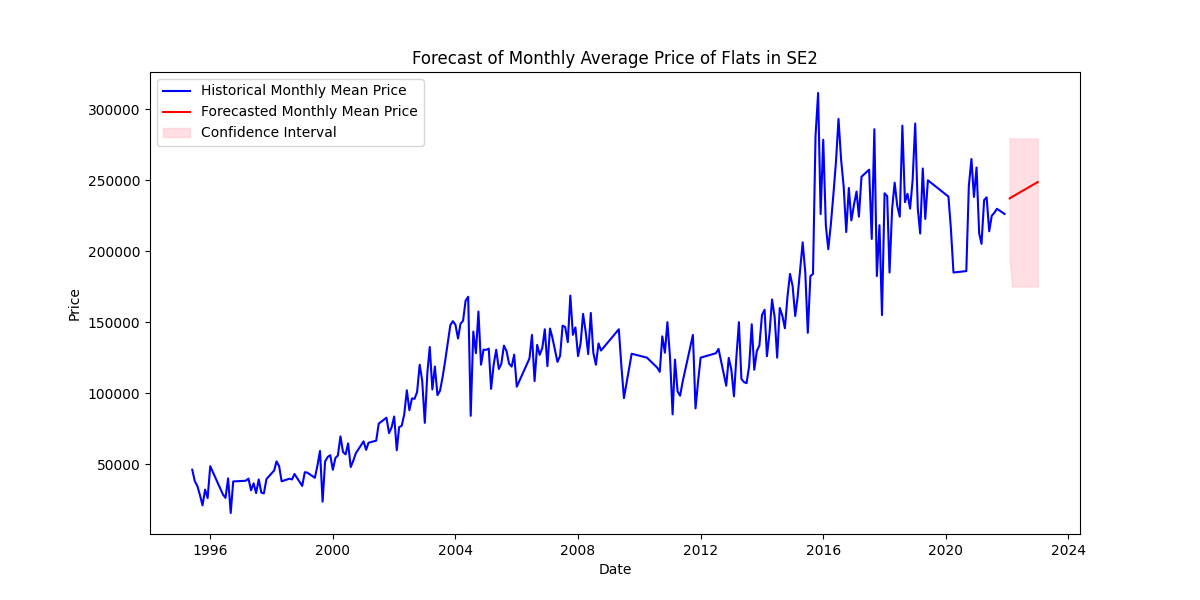 Forecast of Monthly Average Price of Flats in SE2
Historical Monthly Mean Price
Forecasted Monthly Mean Price
Confidence Interval
300000
250000
200000
150000
100000
50000
Price
1996 2000 2004 2008 2012 2016 2020 2024
Date